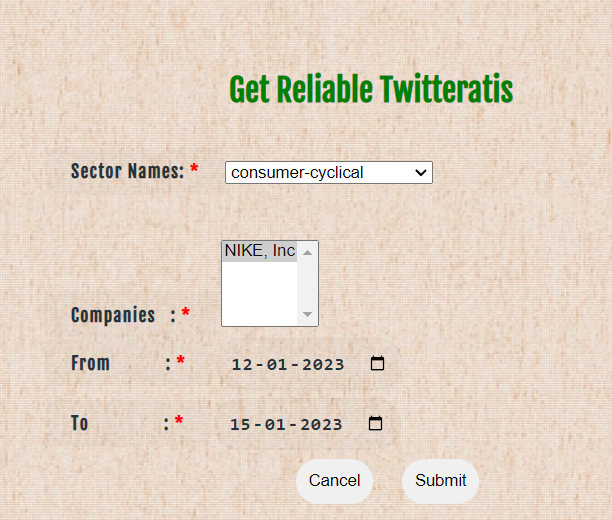 Get Reliable Twitteratis
Sector Names: * consumer-cyclical
NIKE, Inc
Companies : *
From : * 12-01-2023
To : * 15-01-2023
Cancel Submit